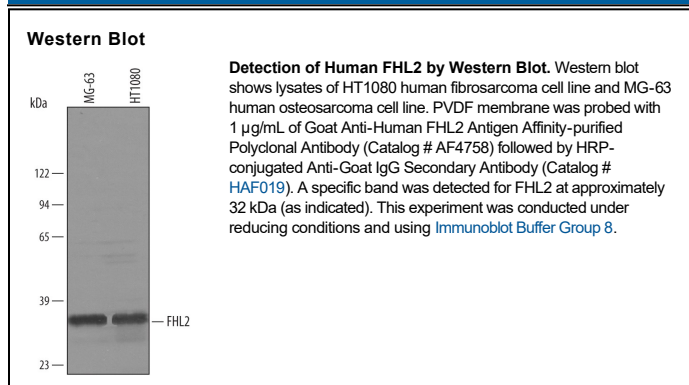 Western Blot
MG-63
HT1080
kDa
122
94
65
39
FHL2
23
Detection of Human FHL2 by Western Blot. Western blot
shows lysates of HT1080 human fibrosarcoma cell line and MG-63
human osteosarcoma cell line. PVDF membrane was probed with
1 µg/mL of Goat Anti-Human FHL2 Antigen Affinity-purified
Polyclonal Antibody (Catalog # AF4758) followed by HRP-
conjugated Anti-Goat IgG Secondary Antibody (Catalog #
HAF019). A specific band was detected for FHL2 at approximately
32 kDa (as indicated). This experiment was conducted under
reducing conditions and using Immunoblot Buffer Group 8.